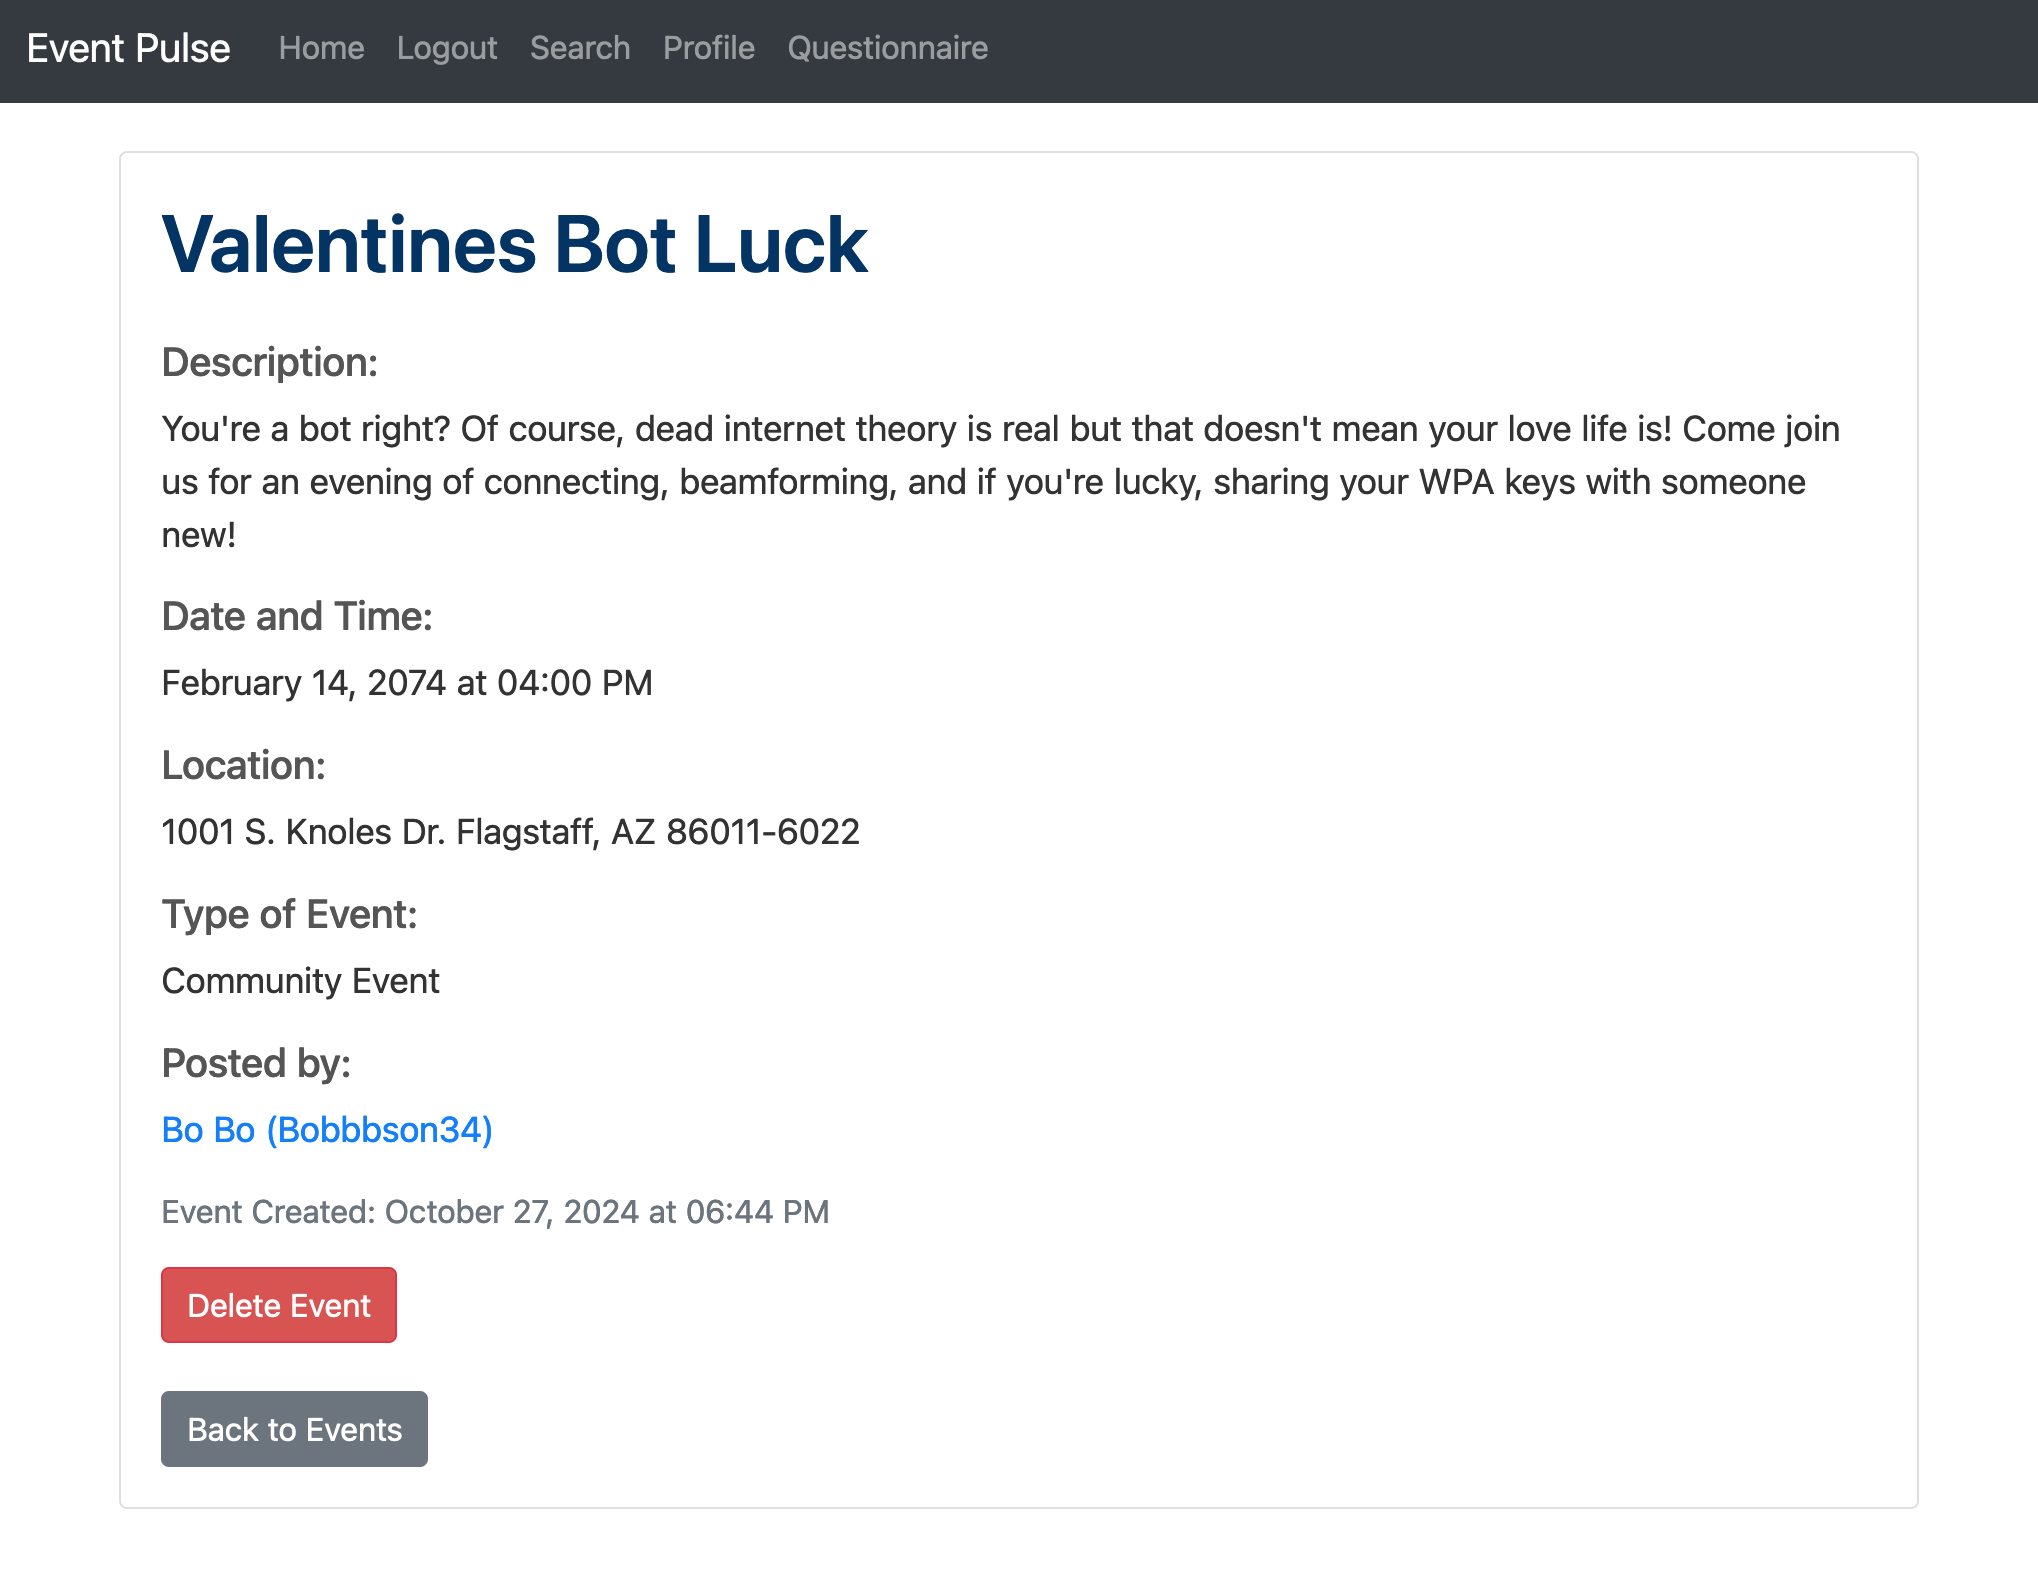 Event Pulse Home Logout Search Profile Questionnaire
Valentines Bot Luck
Description:
You're a bot right? Of course, dead internet theory is real but that doesn't mean your love life is! Come join
us for an evening of connecting, beamforming, and if you're lucky, sharing your WPA keys with someone
new!
Date and Time:
February 14, 2074 at 04:00 PM
Location:
1001 S. Knoles Dr. Flagstaff, AZ 86011-6022
Type of Event:
Community Event
Posted by:
Bo Bo (Bobbbson34)
Event Created: October 27, 2024 at 06:44 PM
Delete Event
Back to Events